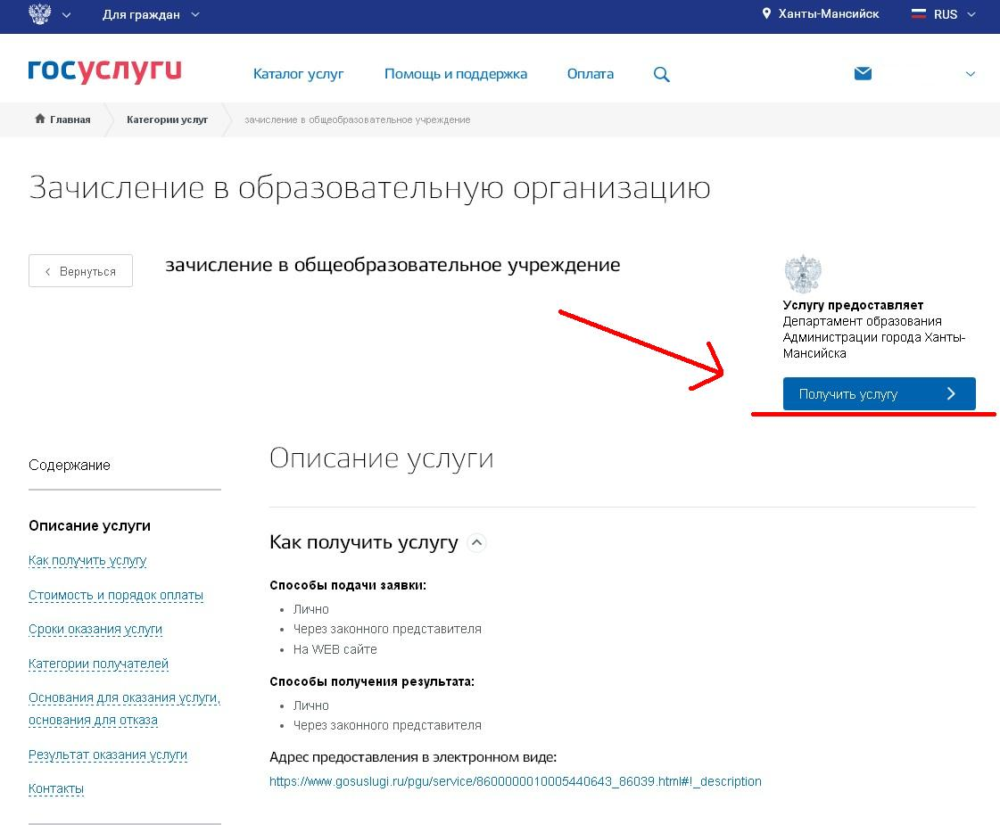 Для граждан
Ханты-Мансийск
RUS
госуслуги
Каталог услуг
Помощь и поддержка
Оплата
Главная
Категории услуг
зачисление в общеобразовательное учреждение
Зачисление в образовательную организацию
Вернуться
зачисление в общеобразовательное учреждение
Услугу предоставляет
Департамент образования
Администрации города Ханты-
Мансийска
Получить услугу
Содержание
Описание услуги
Как получить услугу
Стоимость и порядок оплаты
Сроки оказания услуги
Категории получателей
Основания для оказания услуги,
основания для отказа
Результат оказания услуги
Контакты
Описание услуги
Как получить услугу
Способы подачи заявки:
Лично
Через законного представителя
На WEB сайте
Способы получения результата:
Лично
Через законного представителя
Адрес предоставления в электронном виде:
https://www.gosuslugi.ru/pgu/service/8600000010005440643_86039.html#!_description